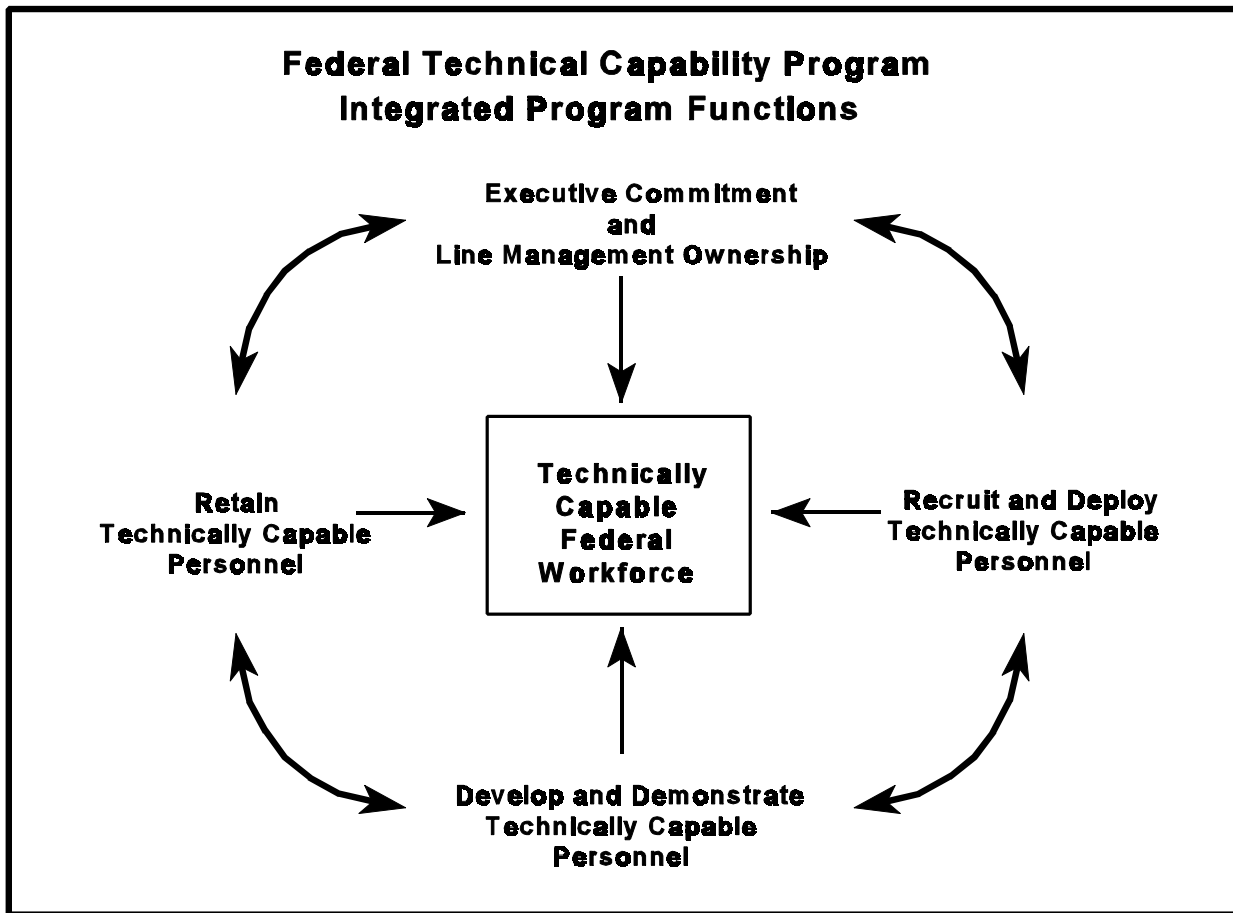 Federal Technical Capability Program
Integrated Program Functions
Executive Commitment
and
Line Management Ownership
Retain
Technically Capable
Personnel
Technically
Capable
Federal
Workforce
Recruit and Deploy
Technically Capable
Personnel
Develop and Demonstrate
Technically Capable
Personnel